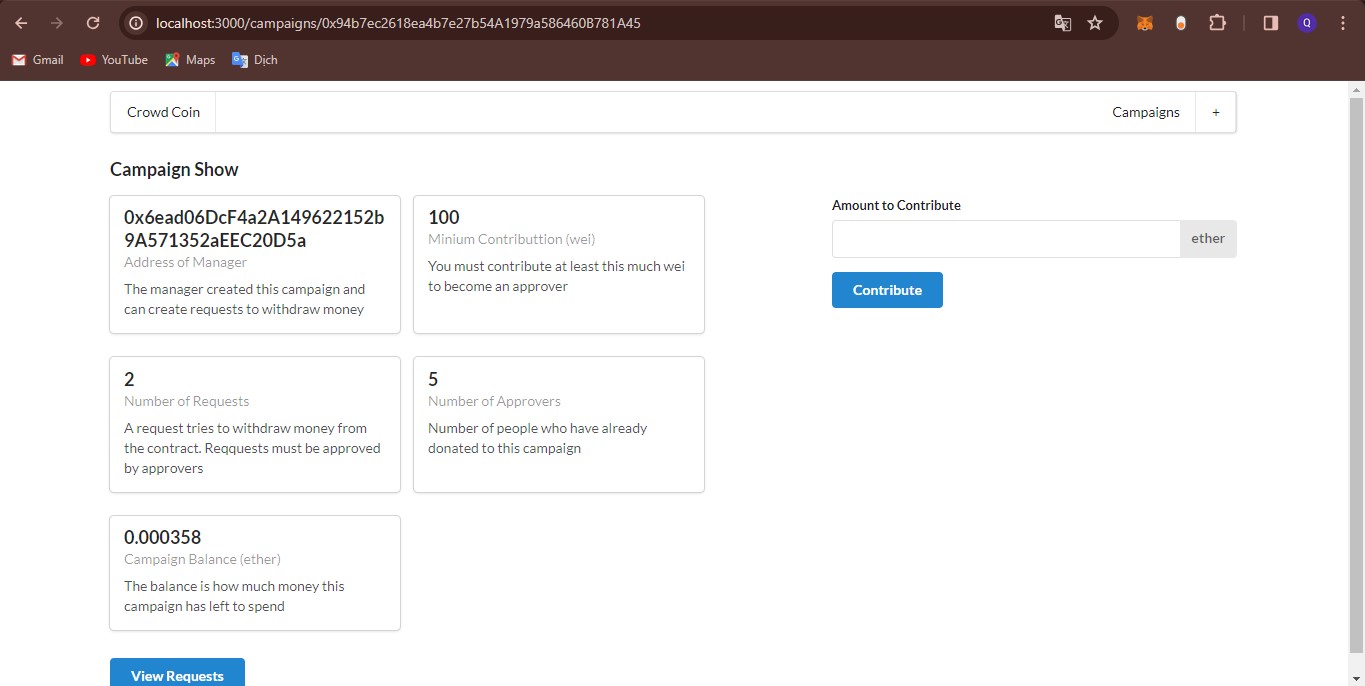 localhost:3000/campaigns/0x94b7ec2618ea4b7e27b54A1979a586460B781A45
Q
Gmail
YouTube
Maps
Dịch
Crowd Coin
Campaigns
+
Campaign Show
0x6ead06DcF4a2A149622152b
9A571352aEEC20D5a
Address of Manager
The manager created this campaign and
can create requests to withdraw money
100
Minium Contributtion (wei)
You must contribute at least this much wei
to become an approver
Amount to Contribute
ether
Contribute
2
Number of Requests
A request tries to withdraw money from
the contract. Reqquests must be approved
by approvers
5
Number of Approvers
Number of people who have already
donated to this campaign
0.000358
Campaign Balance (ether)
The balance is how much money this
campaign has left to spend
View Requests